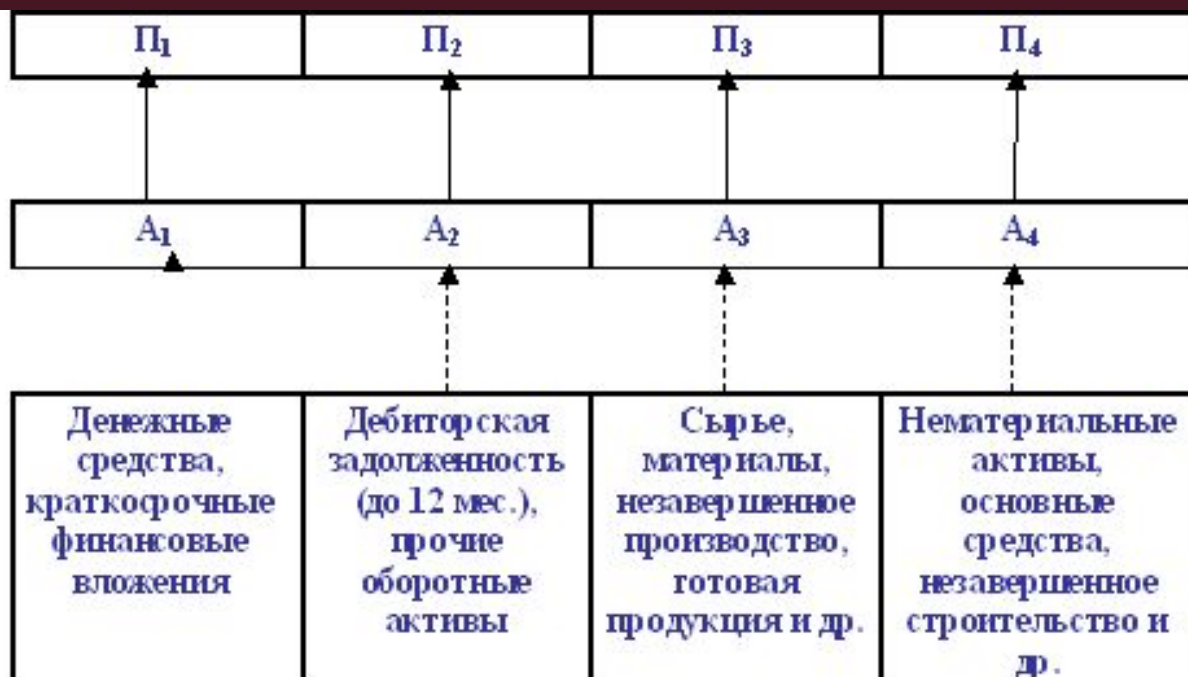 П1 П2 П3 П4
А1 А2 А3 А4
Денежные
средства,
краткосрочные
финансовые
вложения
Дебиторская
задолженность
(до 12 мес.),
прочие
оборотные
активы
Сырье,
материалы,
незавершенное
производство,
готовая
продукция и др.
Нематериальные
активы,
основные
средства,
незавершенное
строительство и
др.